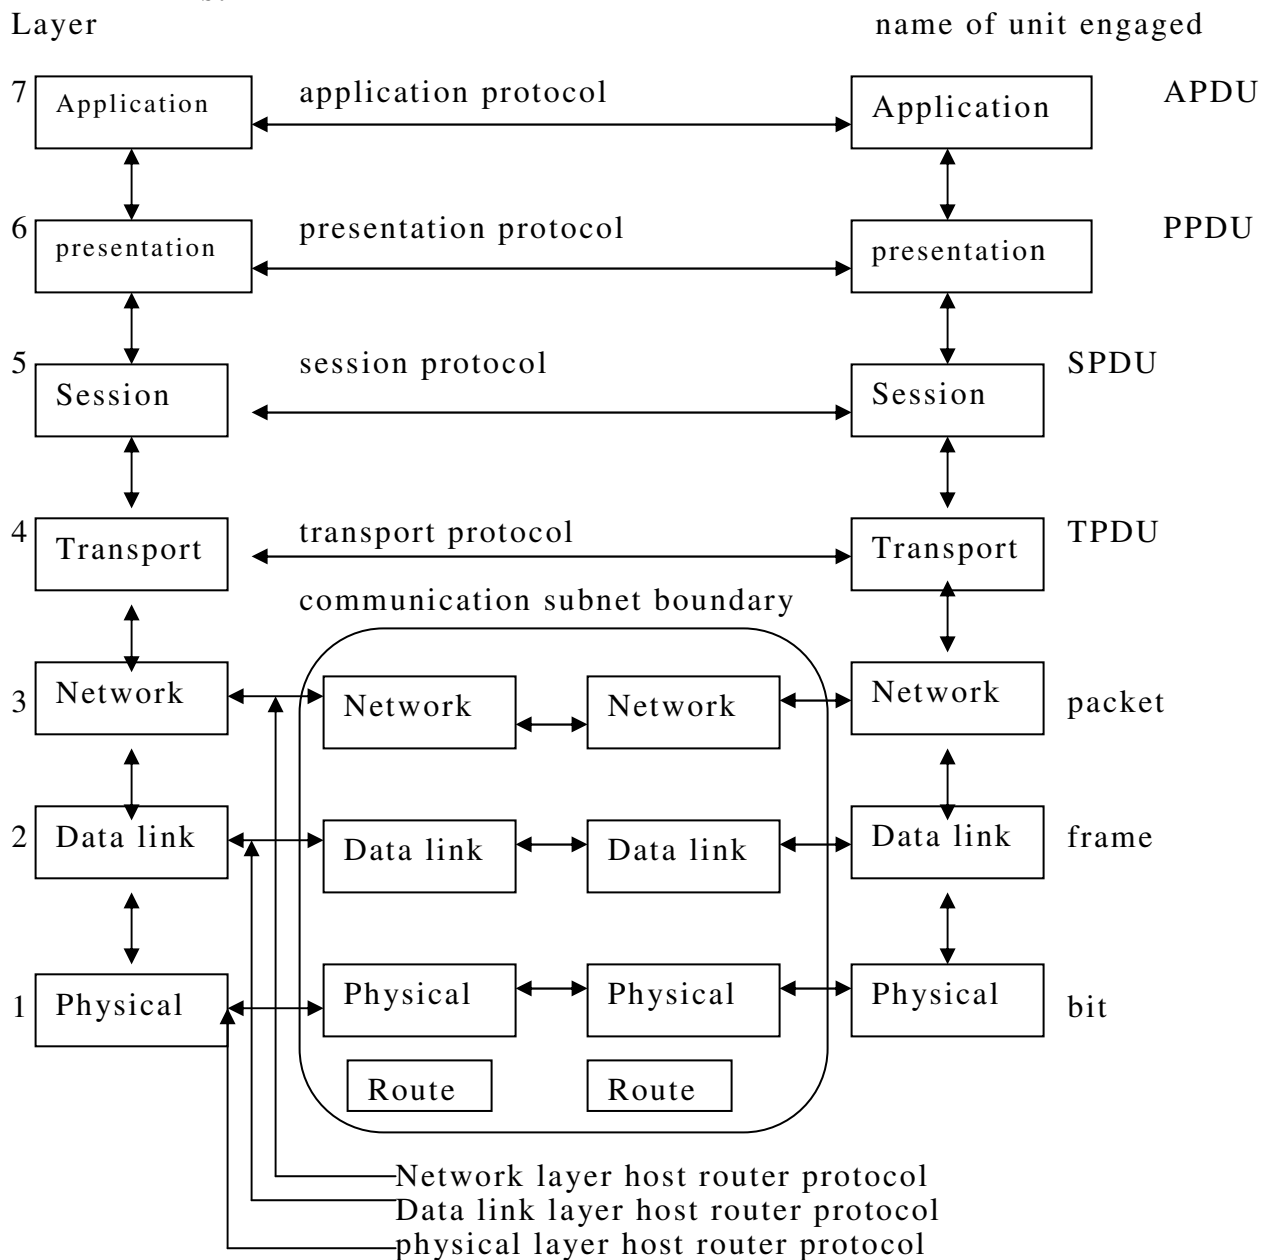 Layer name of unit engaged
7 Application application protocol Application APDU
6 presentation presentation protocol presentation PPDU
5 Session session protocol Session SPDU
4 Transport transport protocol Transport TPDU
communication subnet boundary
3 Network Network Network Network packet
2 Data link Data link Data link Data link frame
1 Physical Physical Physical Physical bit
Route Route
Network layer host router protocol
Data link layer host router protocol
physical layer host router protocol